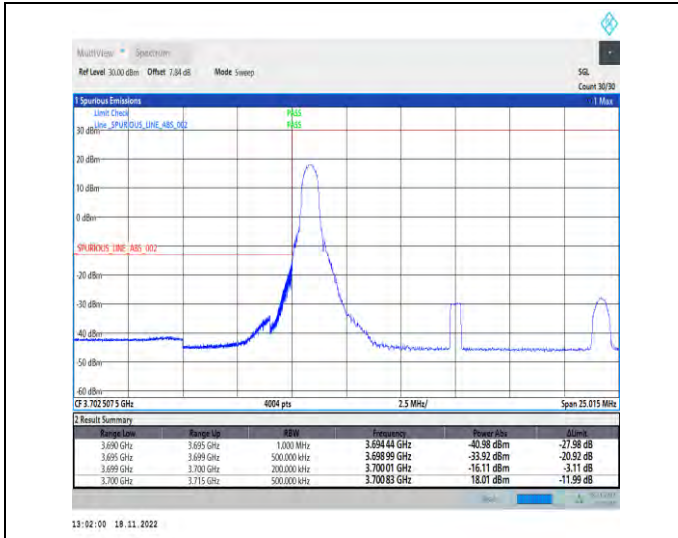 MultiView Spectrum
Ref Level 30.00 dBm Offset 7.84 dB Mode Sweep SGL
Count 30/30
1 Spurious Emissions 1 Max
Limit Check PASS
Line _SPURIOUS_LINE_ABS_002 PASS
30 dBm
20 dBm
10 dBm
0 dBm
_SPURIOUS_LINE_ABS_002
-20 dBm
-30 dBm
-40 dBm
-50 dBm
-60 dBm
CF 3.702 507 5 GHz 4004 pts 2.5 MHz/ Span 25.015 MHz
2 Result Summary
Range Low Range Up RBW Frequency Power Abs ΔLimit
3.690 GHz 3.695 GHz 1.000 MHz 3.694 44 GHz -40.98 dBm -27.98 dB
3.695 GHz 3.699 GHz 500.000 kHz 3.698 99 GHz -33.92 dBm -20.92 dB
3.699 GHz 3.700 GHz 200.000 kHz 3.700 01 GHz -16.11 dBm -3.11 dB
3.700 GHz 3.715 GHz 500.000 kHz 3.700 83 GHz 18.01 dBm -11.99 dB
13:02:00 18.11.2022